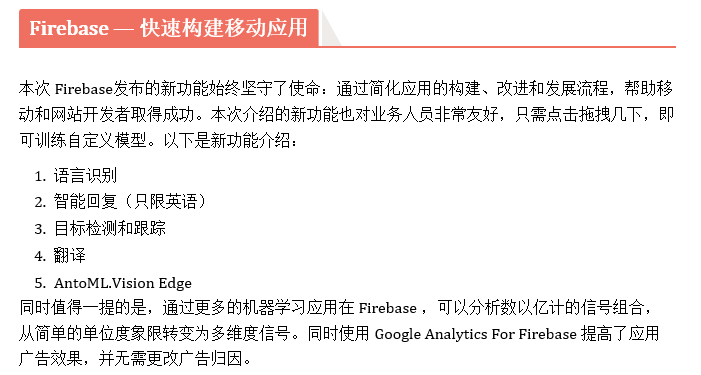 Firebase — 快速构建移动应用
本次 Firebase发布的新功能始终坚守了使命：通过简化应用的构建、改进和发展流程，帮助移
动和网站开发者取得成功。本次介绍的新功能也对业务人员非常友好，只需点击拖拽几下，即
可训练自定义模型。以下是新功能介绍：
1. 语言识别
2. 智能回复（只限英语）
3. 目标检测和跟踪
4. 翻译
5. AntoML.Vision Edge
同时值得一提的是，通过更多的机器学习应用在 Firebase ，可以分析数以亿计的信号组合，
从简单的单位度象限转变为多维度信号。同时使用 Google Analytics For Firebase 提高了应用
广告效果，并无需更改广告归因。